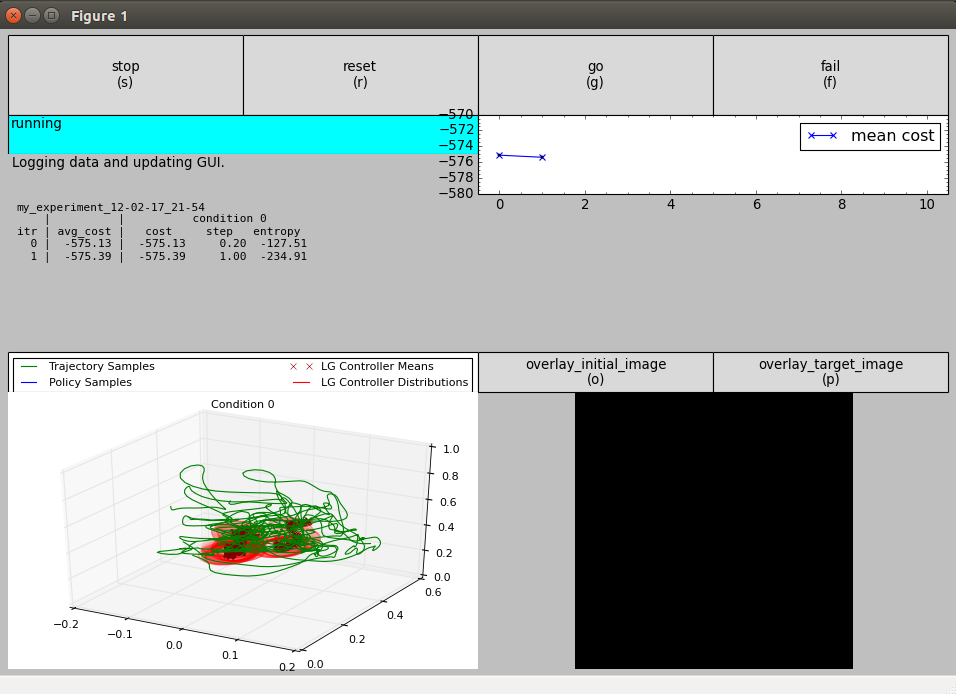 Figure 1
stop
(s)
reset
(r)
go
(g)
fail
(f)
running
Logging data and updating GUI.
−570
−572
−574
−576
−578
−580
mean cost
0 2 4 6 8 10
my_experiment_12-02-17_21-54
| | condition 0
itr | avg_cost | cost step entropy
0 | -575.13 | -575.13 0.20 -127.51
1 | -575.39 | -575.39 1.00 -234.91
Trajectory Samples
Policy Samples
LG Controller Means
LG Controller Distributions
overlay_initial_image
(o)
overlay_target_image
(p)
Condition 0
1.0
0.8
0.6
0.4
0.2
0.0
0.6
0.4
0.2
0.0
−0.2
−0.1
0.0
0.1
0.2